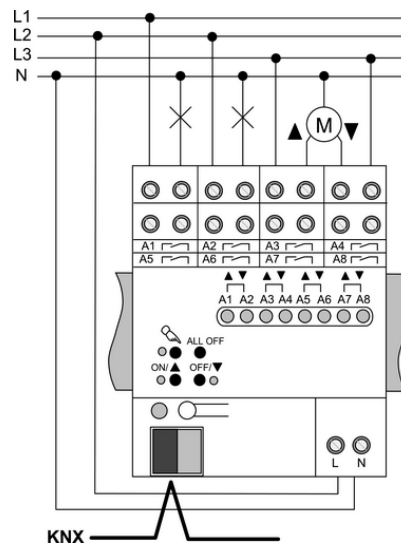 L1
L2
L3
N
M
A1 A2 A3 A4
A5 A6 A7 A8
A1 A2 A3 A4 A5 A6 A7 A8
ALL OFF
ON/▲ OFF/▼
L N
KNX